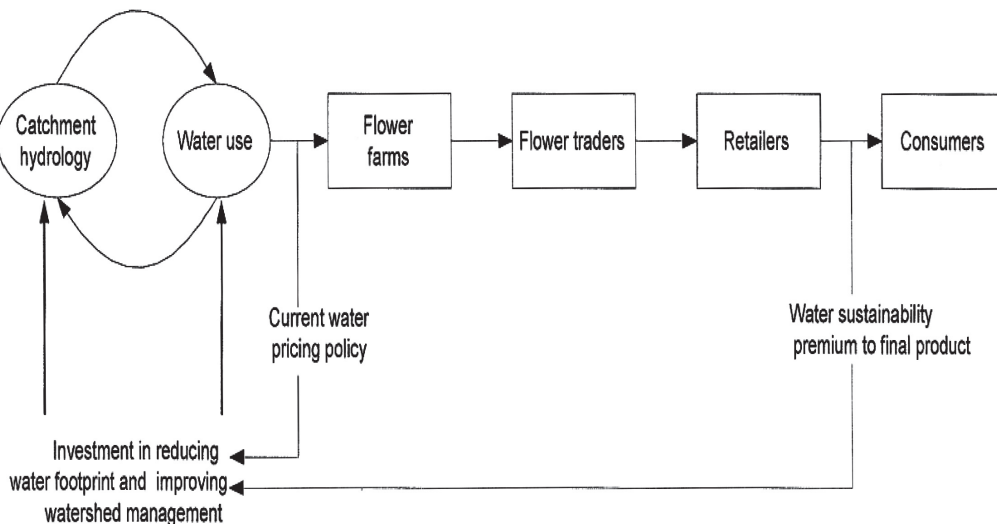 Catchment
hydrology
Water use
Flower
farms
Flower traders
Retailers
Consumers
Current water
pricing policy
Water sustainability
premium to final product
Investment in reducing
water footprint and improving
watershed management